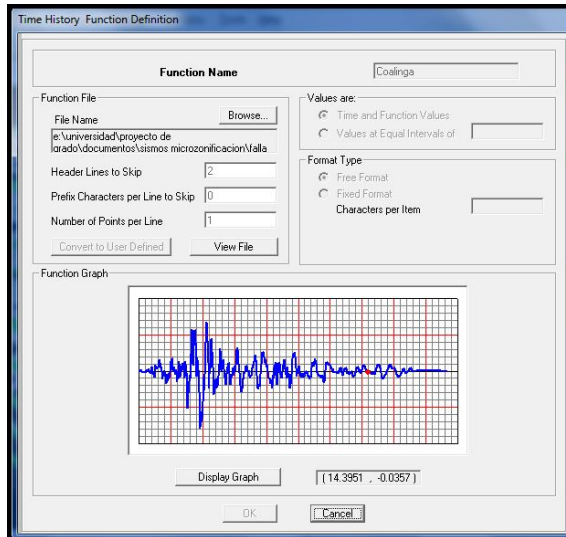 Time History Function Definition
Function Name
Coalinga
Function File
File Name
Browse...
e:\universidad\proyecto de
grado\documentos\sismos microzonificacion\falla
Header Lines to Skip
2
Prefix Characters per Line to Skip
0
Number of Points per Line
1
Convert to User Defined
View File
Values are:
Time and Function Values
Values at Equal Intervals of
Format Type
Free Format
Fixed Format
Characters per Item
Function Graph
Display Graph
( 14.3951 , -0.0357 )
OK
Cancel